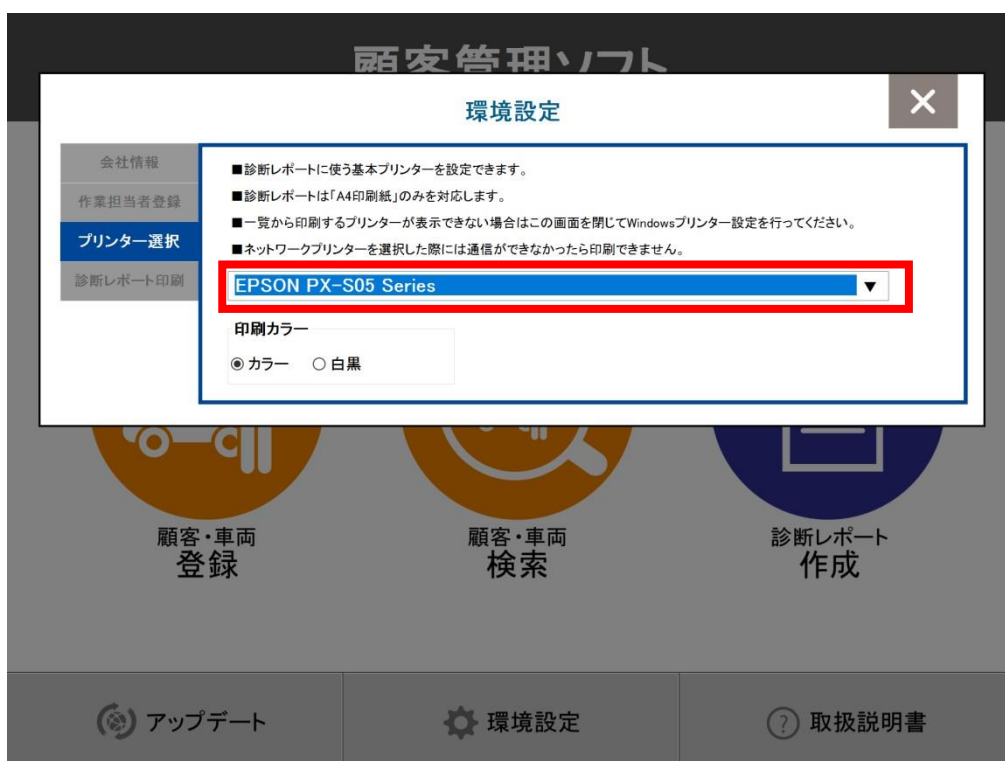 顧客管理ソフト
環境設定
会社情報
作業担当者登録
プリンター選択
診断レポート印刷
■診断レポートに使う基本プリンターを設定できます。
■診断レポートは「A4印刷紙」のみを対応します。
■一覧から印刷するプリンターが表示できない場合はこの画面を閉じてWindowsプリンター設定を行ってください。
■ネットワークプリンターを選択した際には通信ができなかったら印刷できません。
EPSON PX-S05 Series
印刷カラー
カラー 白黒
顧客・車両
登録
顧客・車両
検索
診断レポート
作成
アップデート
環境設定
取扱説明書